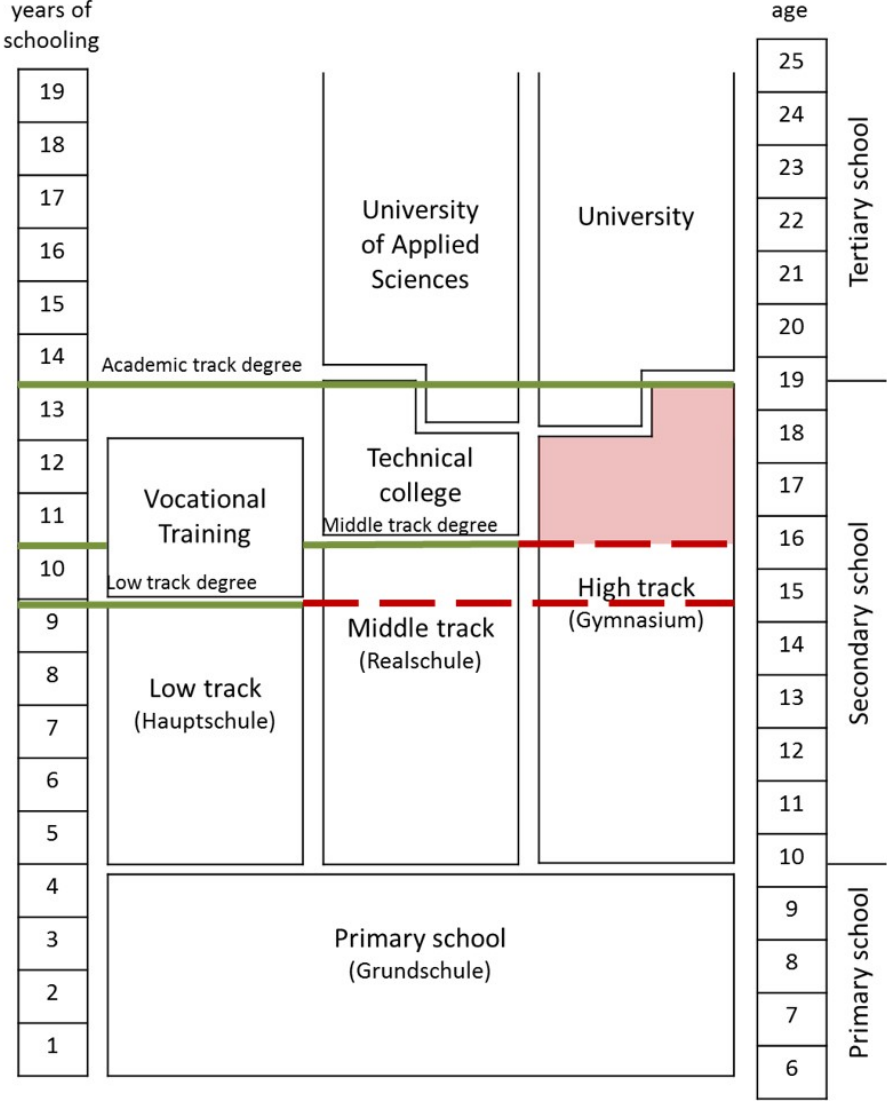 years of
schooling
age
19
18
17
16
15
14
13
12
11
10
9
8
7
6
5
4
3
2
1
University
of Applied
Sciences
University
Academic track degree
Vocational
Training
Technical
college
Middle track degree
Low track degree
High track
(Gymnasium)
Middle track
(Realschule)
Low track
(Hauptschule)
Primary school
(Grundschule)
25
24
23
22
21
20
19
18
17
16
15
14
13
12
11
10
9
8
7
6
Tertiary school
Secondary school
Primary school